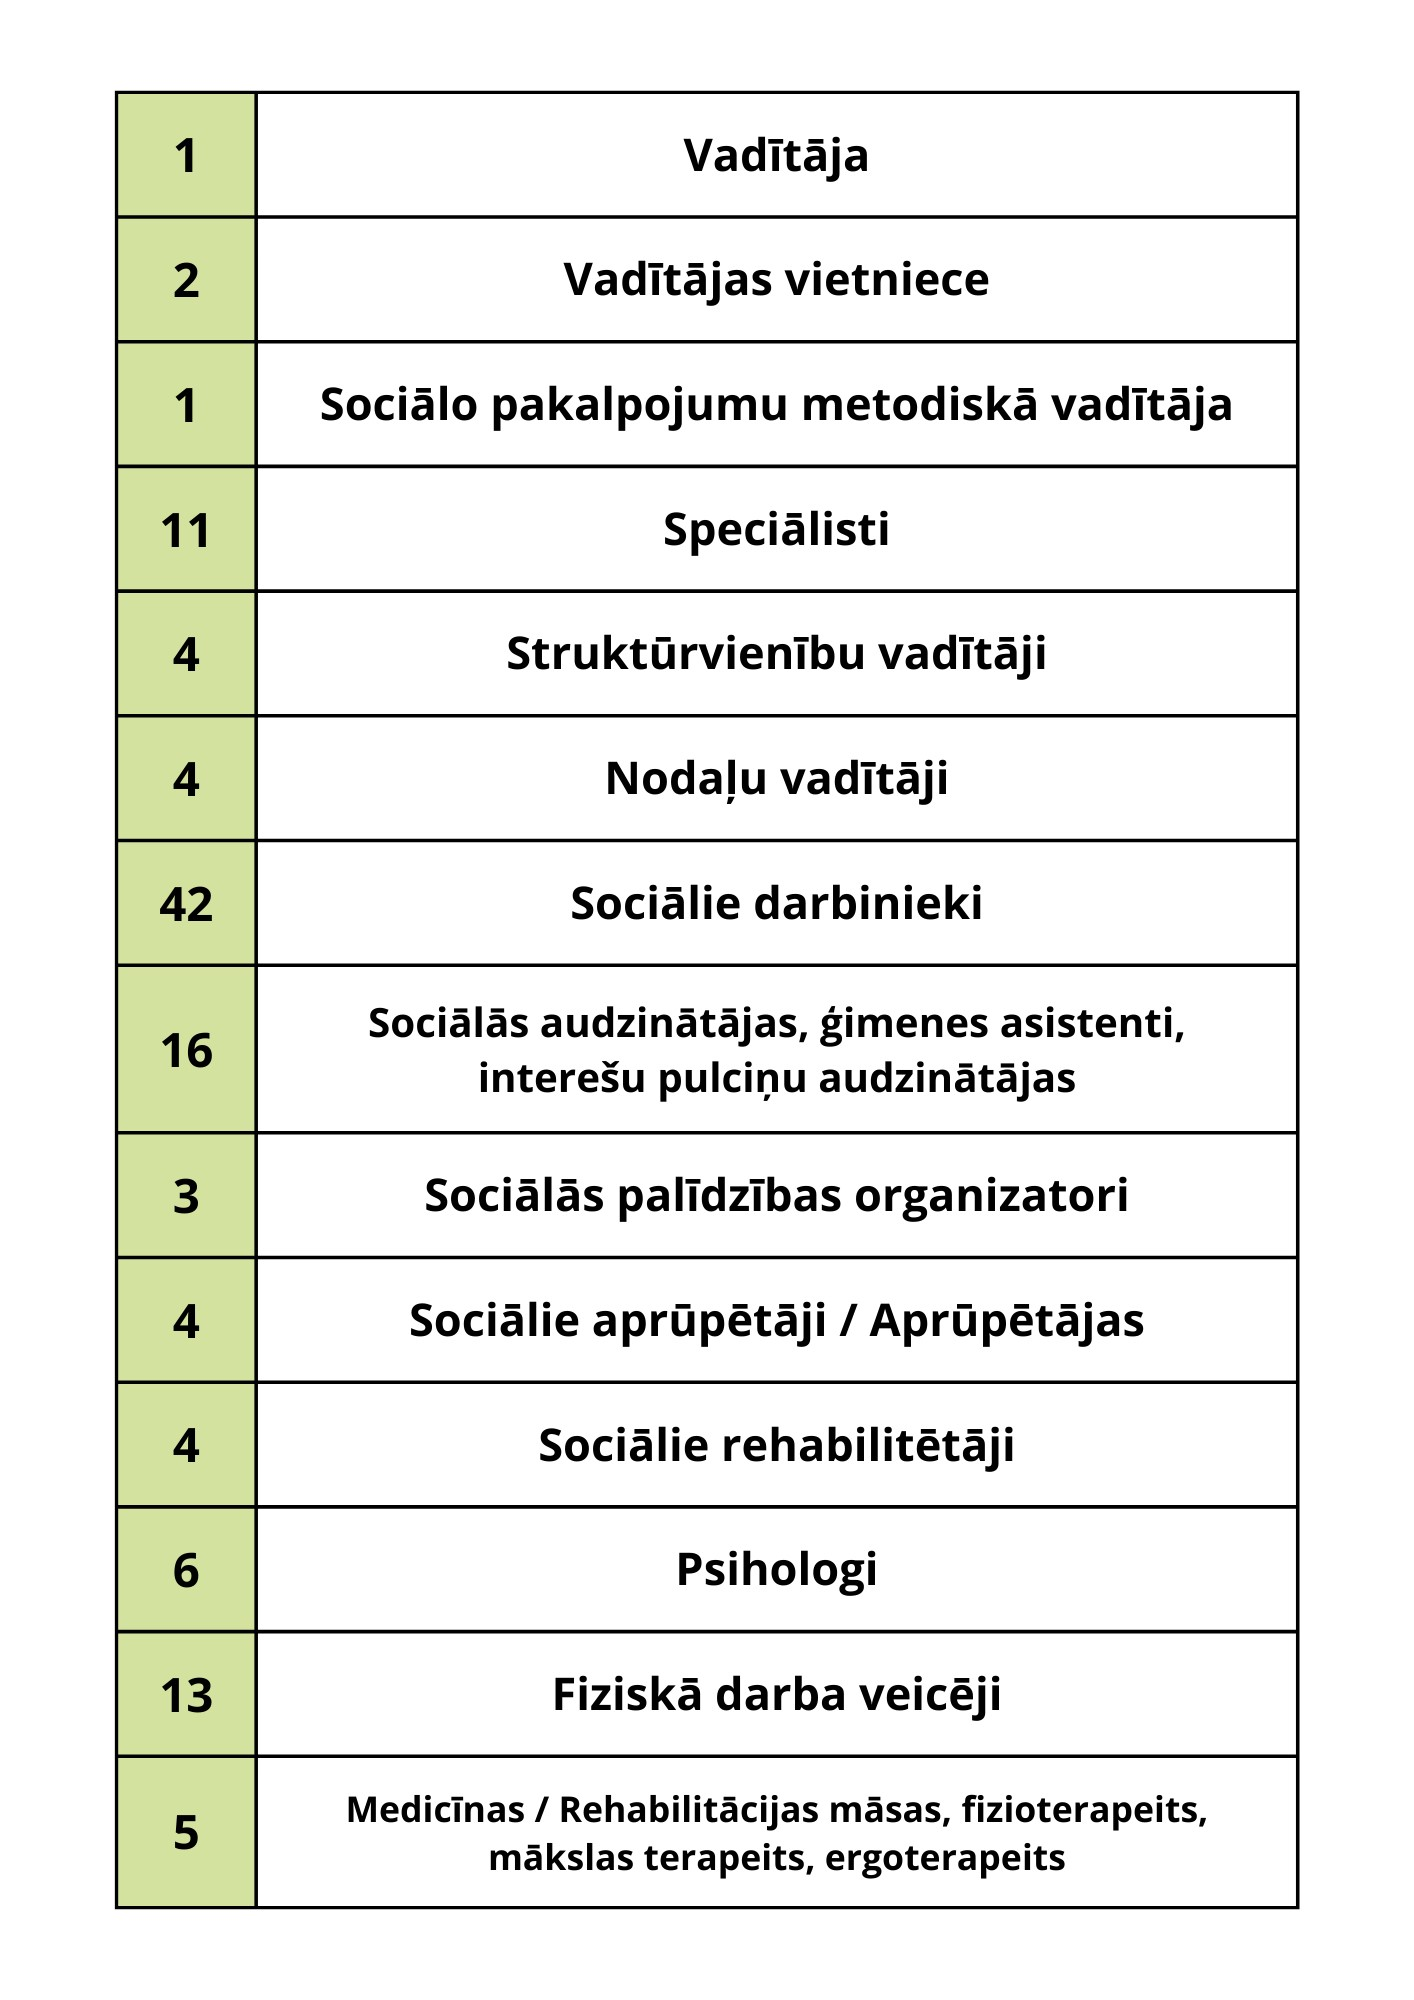 1 Vadītāja
2 Vadītājas vietniece
1 Sociālo pakalpojumu metodiskā vadītāja
11 Speciālisti
4 Struktūrvienību vadītāji
4 Nodaļu vadītāji
42 Sociālie darbinieki
16 Sociālās audzinātājas, ģimenes asistenti,
interešu pulciņu audzinātājas
3 Sociālās palīdzības organizatori
4 Sociālie aprūpētāji / Aprūpētājas
4 Sociālie rehabilitētāji
6 Psihologi
13 Fiziskā darba veicēji
5 Medicīnas / Rehabilitācijas māsas, fizioterapeits,
mākslas terapeits, ergoterapeits